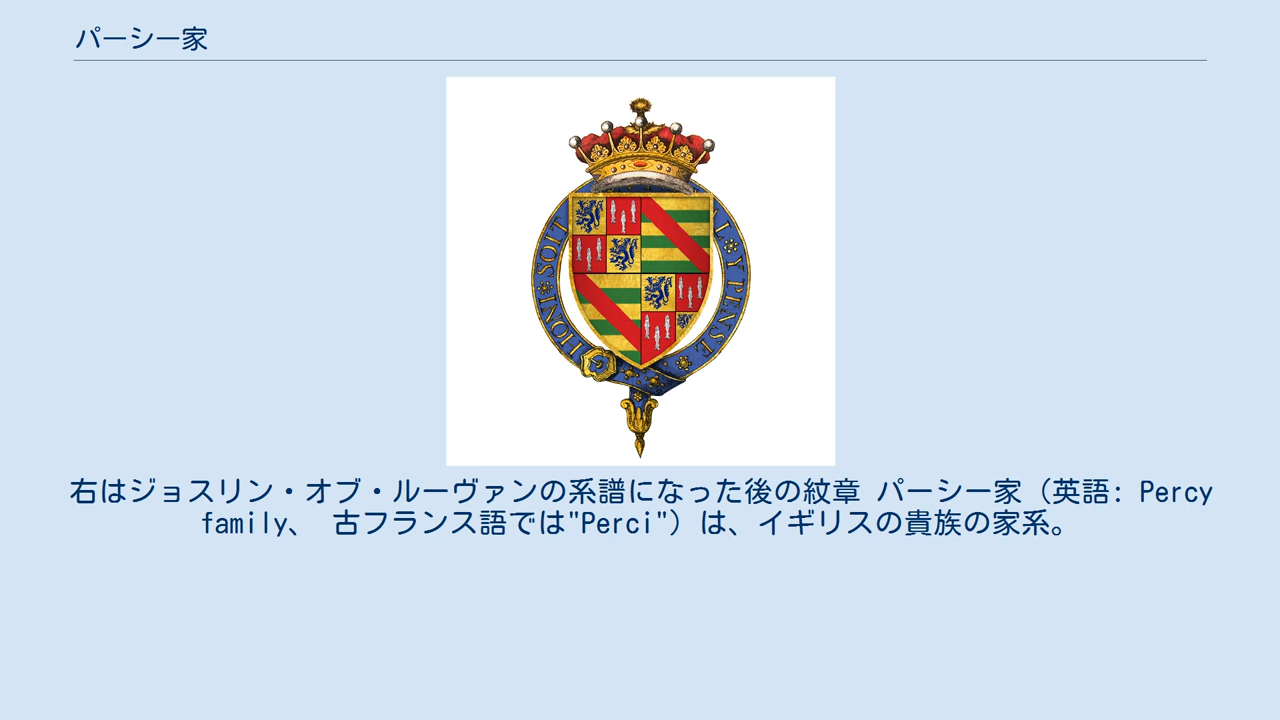 パーシー家
HONI SOIT
L Y PENSE
右はジョスリン・オブ・ルーヴァンの系譜になった後の紋章 パーシー家（英語: Percy
family、 古フランス語では"Perci"）は、イギリスの貴族の家系。